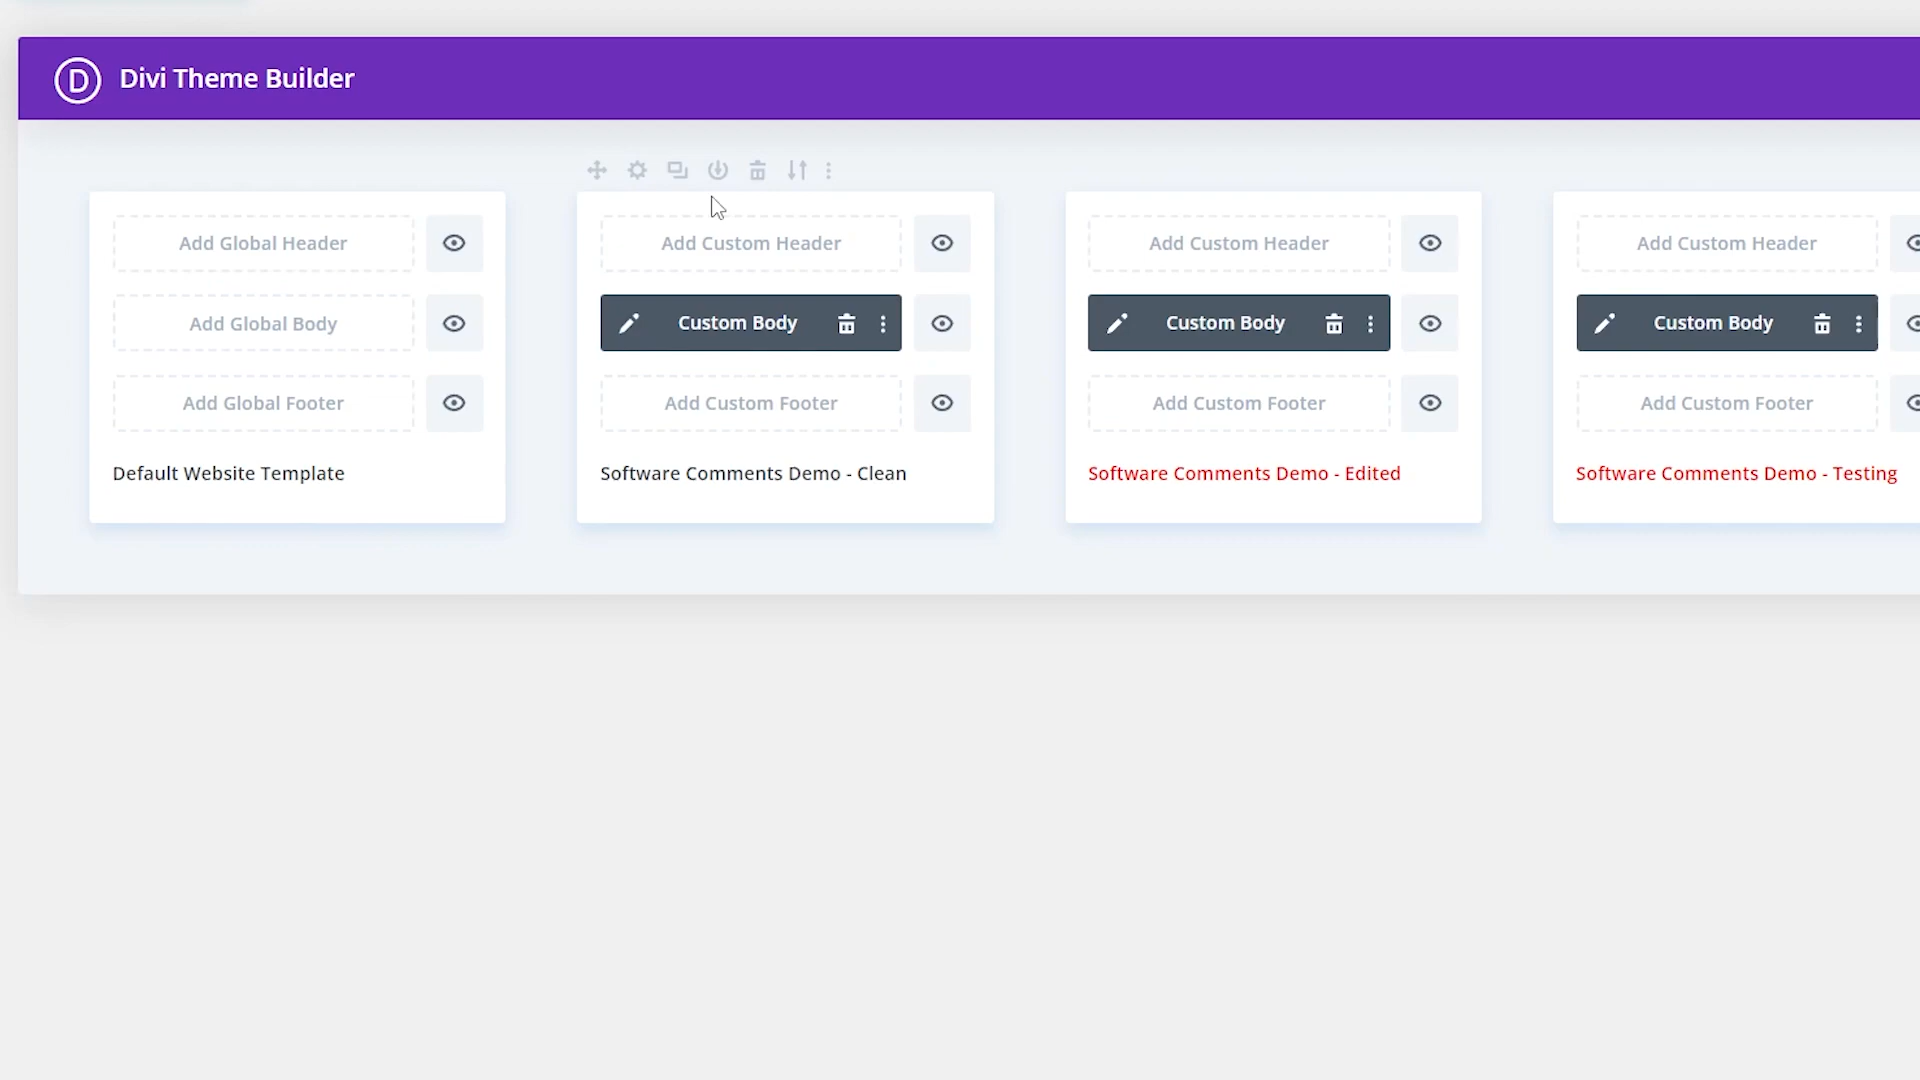 D Divi Theme Builder
Add Global Header
Add Global Body
Add Global Footer
Default Website Template
Add Custom Header
Custom Body
Add Custom Footer
Software Comments Demo - Clean
Add Custom Header
Custom Body
Add Custom Footer
Software Comments Demo - Edited
Add Custom Header
Custom Body
Add Custom Footer
Software Comments Demo - Testing